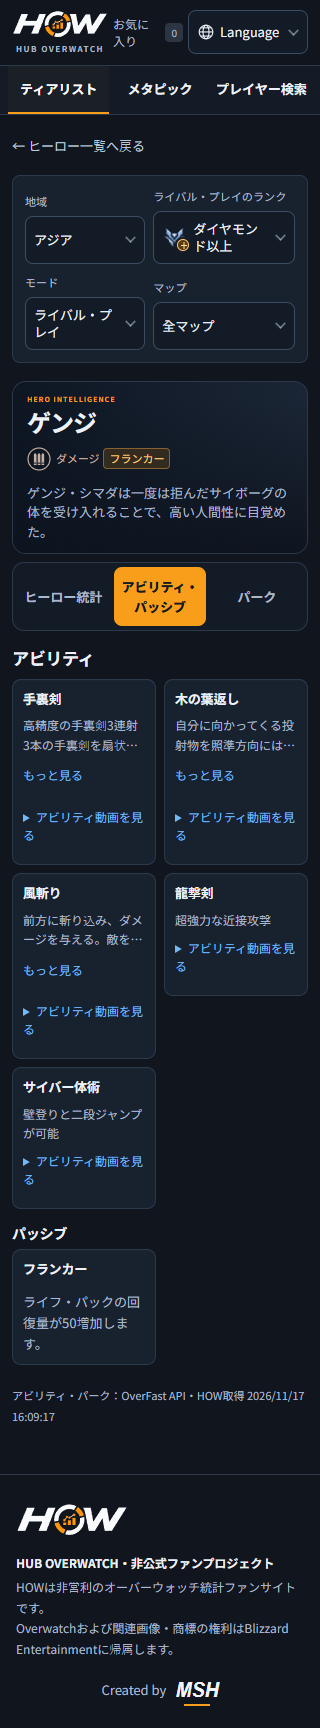 HOW
HUB OVERWATCH
お気に
入り
0
Language
ティアリスト
メタピック
プレイヤー検索
← ヒーロー一覧へ戻る
地域
ライバル・プレイのランク
アジア
ダイヤモン
ド以上
モード
マップ
ライバル・プ
レイ
全マップ
HERO INTELLIGENCE
ゲンジ
ダメージ
フランカー
ゲンジ・シマダは一度は拒んだサイボーグの
体を受け入れることで、高い人間性に目覚め
た。
ヒーロー統計
アビリティ・
パッシブ
パーク
アビリティ
手裏剣
高精度の手裏剣3連射
3本の手裏剣を扇状…
もっと見る
▶ アビリティ動画を見
る
木の葉返し
自分に向かってくる投
射物を照準方向には…
もっと見る
▶ アビリティ動画を見
る
風斬り
前方に斬り込み、ダメ
ージを与える。敵を…
もっと見る
▶ アビリティ動画を見
る
龍撃剣
超強力な近接攻撃
▶ アビリティ動画を見
る
サイバー体術
壁登りと二段ジャンプ
が可能
▶ アビリティ動画を見
る
パッシブ
フランカー
ライフ・パックの回
復量が50増加しま
す。
アビリティ・パーク：OverFast API・HOW取得 2026/11/17
16:09:17
HOW
HUB OVERWATCH・非公式ファンプロジェクト
HOWは非営利のオーバーウォッチ統計ファンサイト
です。
Overwatchおよび関連画像・商標の権利はBlizzard
Entertainmentに帰属します。
Created by MSH